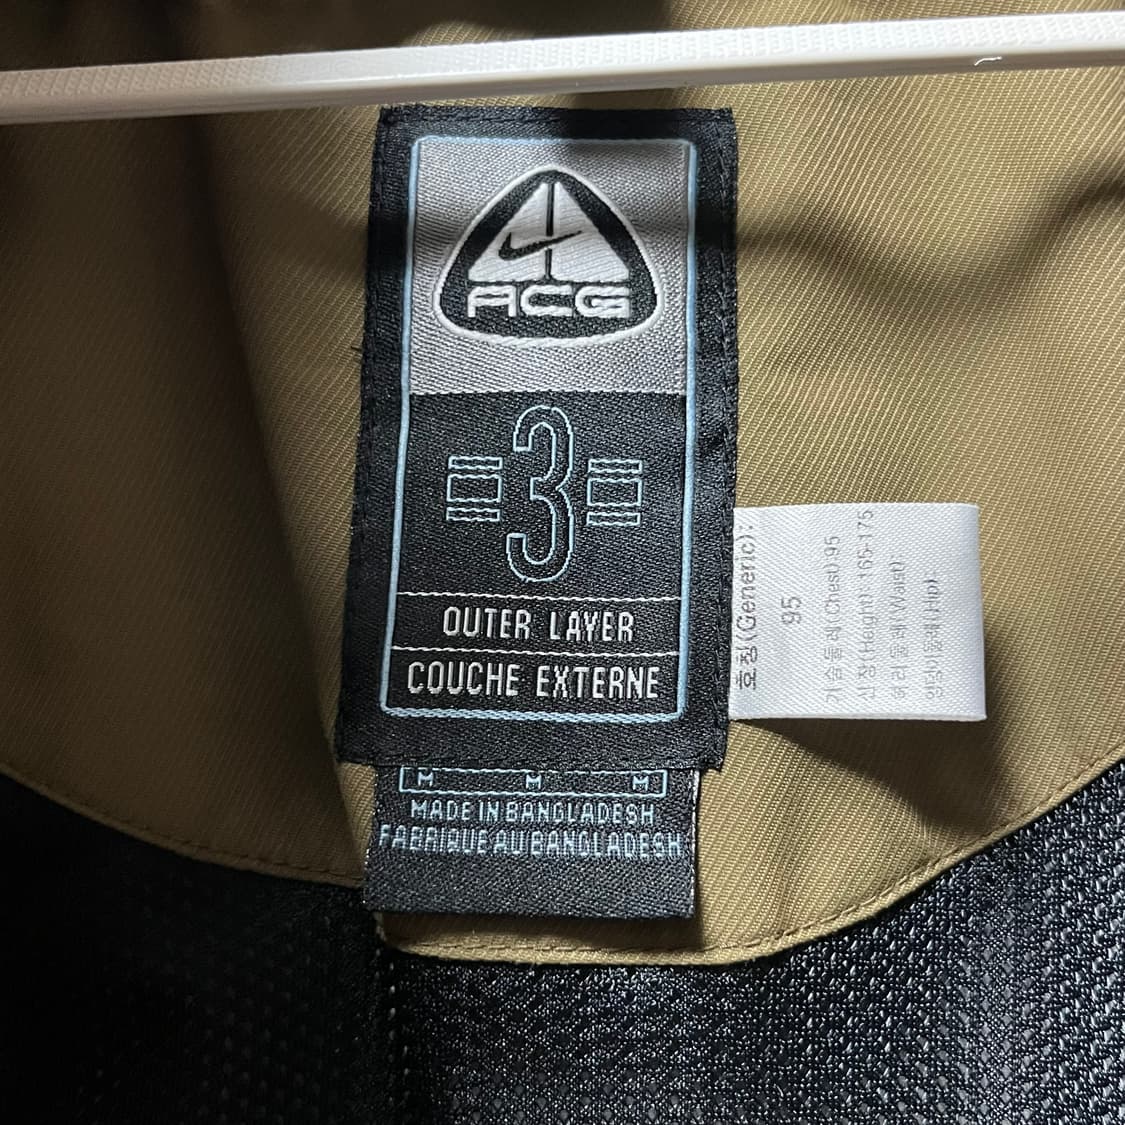 ACG
3
OUTER LAYER
COUCHE EXTERNE
M M M
MADE IN BANGLADESH
FABRIQUE AU BANGLADESH
호칭(Generic):
95
가슴둘레(Chest):95
신장(Height):165-175
허리둘레(Waist):
엉덩이둘레(Hip):